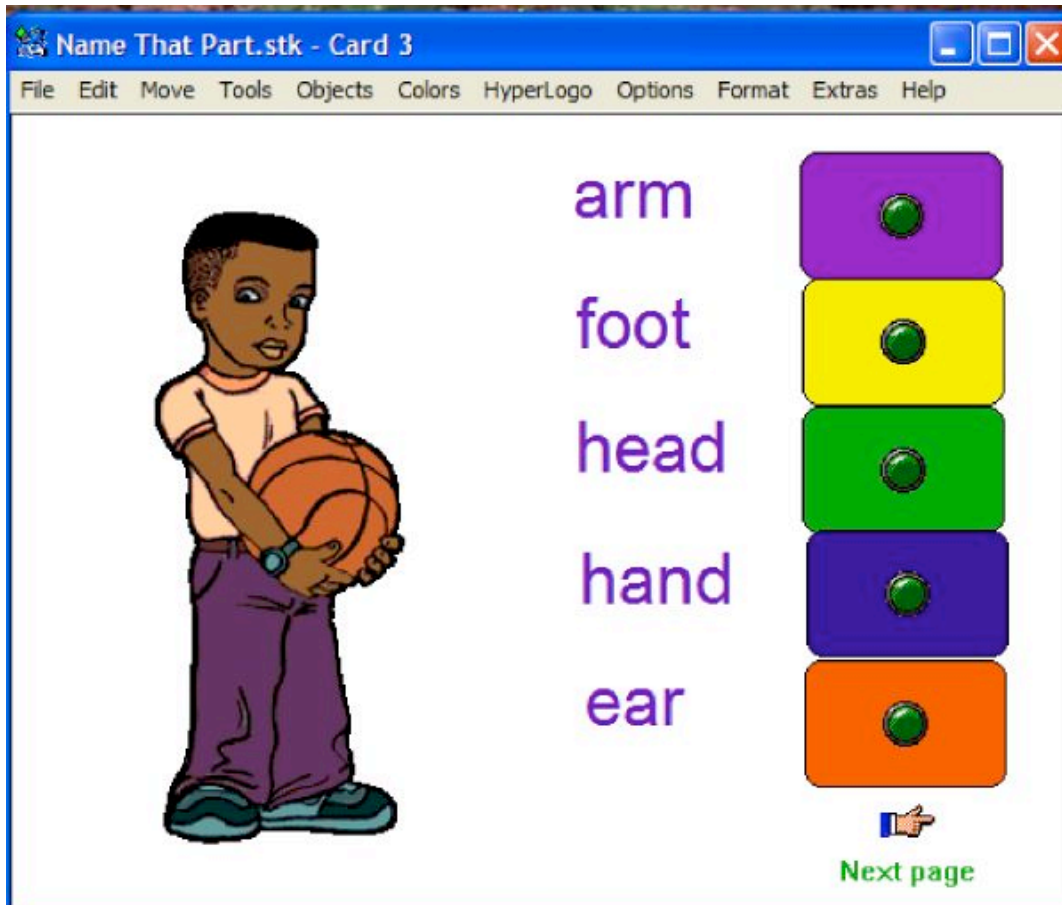 Name That Part.stk - Card 3
File Edit Move Tools Objects Colors HyperLogo Options Format Extras Help
arm
foot
head
hand
ear
Next page